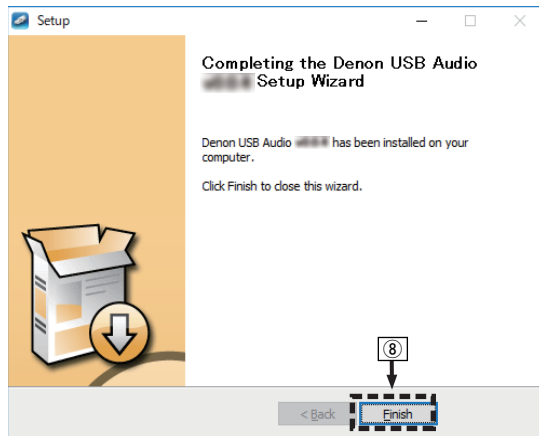 Setup
Completing the Denon USB Audio
Setup Wizard
Denon USB Audio has been installed on your
computer.
Click Finish to close this wizard.
⑧
< Back
Finish